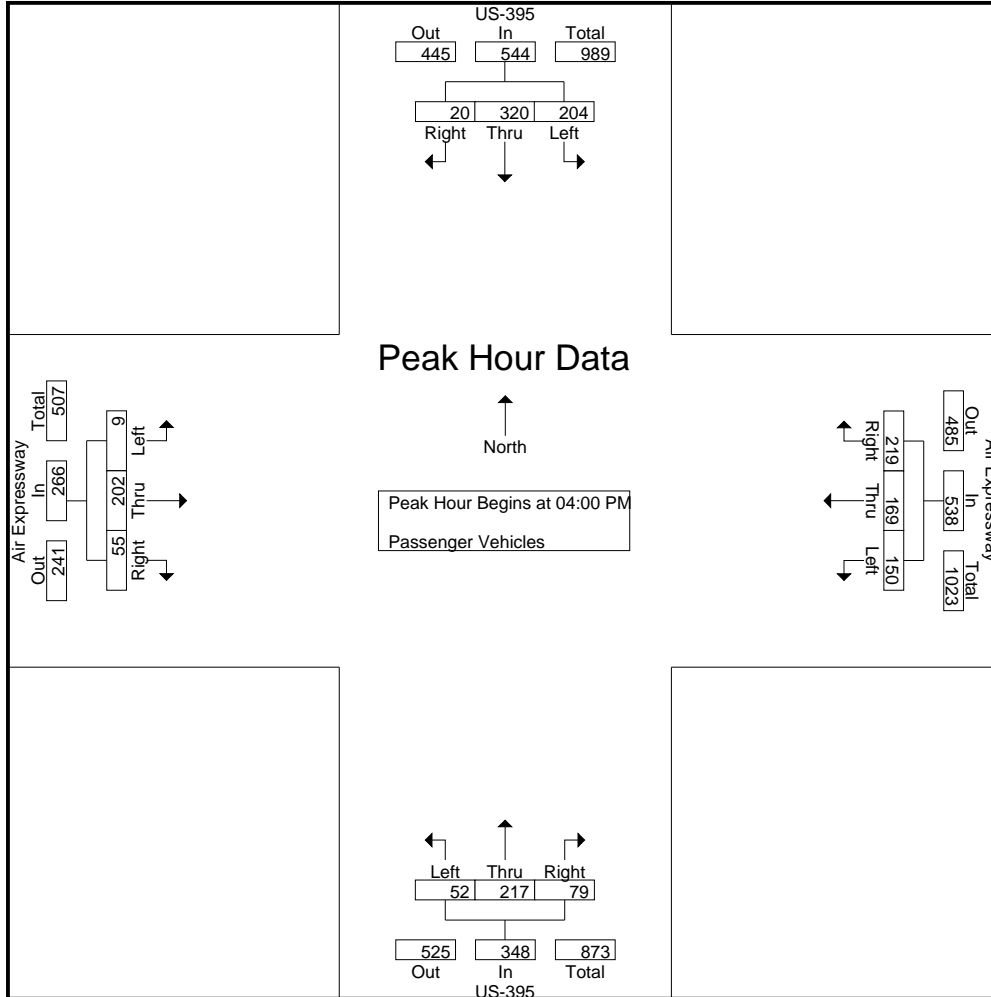 US-395
Out In Total
445 544 989
20 320 204
Right Thru Left
Peak Hour Data
North
Peak Hour Begins at 04:00 PM
Passenger Vehicles
Air Expressway
Total In Out
507 266 241
9 202 55
Left Thru Right
Air Expressway
Out In Total
485 538 1023
219 169 150
Right Thru Left
Left Thru Right
52 217 79
525 348 873
Out In Total
US-395